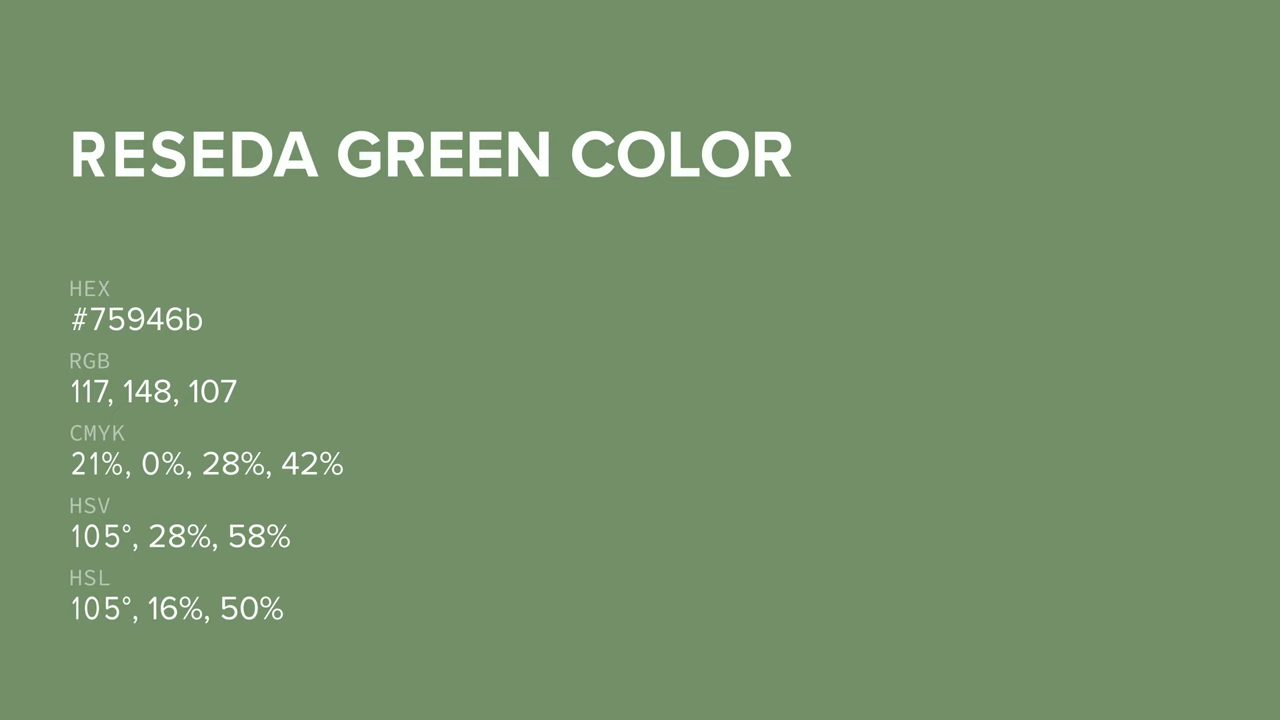 RESEDA GREEN COLOR
HEX
#75946b
RGB
117, 148, 107
CMYK
21%, 0%, 28%, 42%
HSV
105°, 28%, 58%
HSL
105°, 16%, 50%